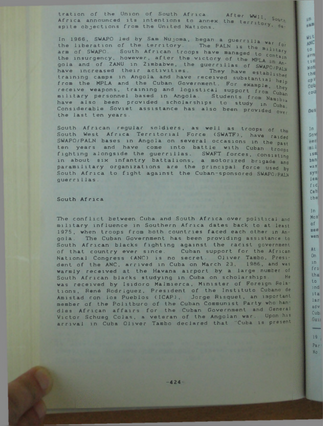 tration of the Union of South Africa After WWII, South
Africa announced its intentions to annex the territory, de-
spite objections from the United Nations.
In 1966, SWAPO led by Sam Nujoma, began a guerrilla war for
the liberation of the territory The PALN is the military
arm of SWAPO. South African troops have managed to contain
the insurgency, however, after the victory of the MPLA in An-
gola and of ZANU in Zimbabwe, the guerrillas of SWAPO/PALN
have increased their activities. They have established
training camps in Angola and have received substantial help
from the MPLA and the Cuban Government. For example, they
receive weapons, training and logistical support from Cuban
military personnel based in Angola Students from Namibia
have also been provided scholarships to study in Cuba.
Considerable Soviet assistance has also been provided over
the last ten years
South African regular soldiers, as well as troops of the
South West Africa Territorial Force (SWATF), have raided
SWAPO/PALN bases in Angola on several occasions in the past
ten years and have come into battle with Cuban troops
fighting alongside the guerrillas SWATF forces, consisting
in about six infantry battalions, a motorized brigade and
paramilitary organizations are the principal force used by
South Africa to fight against the Cuban-sponsored SWAPO/PALN
guerrillas
South Africa
The conflict between Cuba and South Africa over political and
military influence in Southern Africa dates back to at least
1975, when troops from both countries faced each other in An-
gola The Cuban Government has been providing assistance to
South African blacks fighting against the racist government
of that country ever since Cuban support for the African
National Congress (ANC) is no secret Oliver Tambo, Presi-
dent of the ANC, arrived in Cuba on March 23, 1986, and was
warmly received at the Havana airport by a large number of
South African blacks studying in Cuba on scholarships He
was received by Isidoro Malmierca, Minister of Foreign Rela-
tions, René Rodríguez, President of the Instituto Cubano de
Amistad con los Pueblos (ICAP), Jorge Risquet, an important
member of the Politburo of the Cuban Communist Party who han-
dles African affairs for the Cuban Government and General
Victor Schueg Colas, a veteran of the Angolan war Upon his
arrival in Cuba Oliver Tambo declared that "Cuba is present
-424-